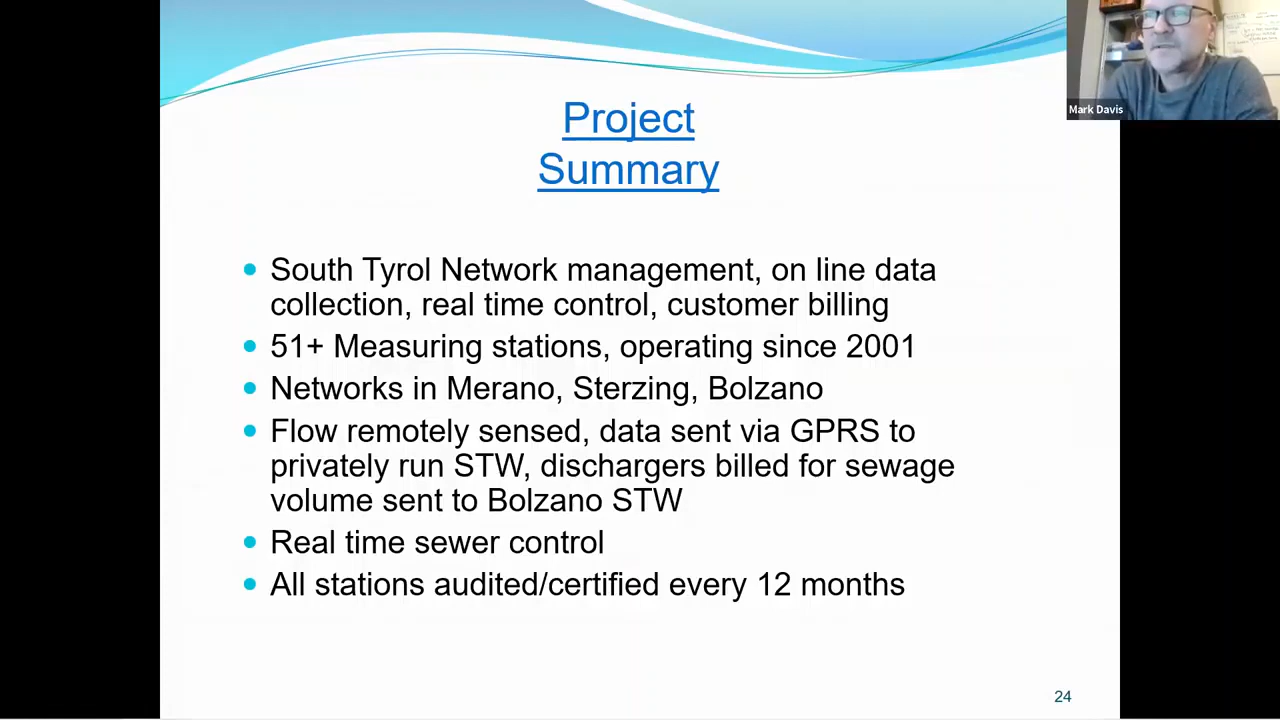 Mark Davis
Project
Summary
South Tyrol Network management, on line data
collection, real time control, customer billing
51+ Measuring stations, operating since 2001
Networks in Merano, Sterzing, Bolzano
Flow remotely sensed, data sent via GPRS to
privately run STW, dischargers billed for sewage
volume sent to Bolzano STW
Real time sewer control
All stations audited/certified every 12 months
24